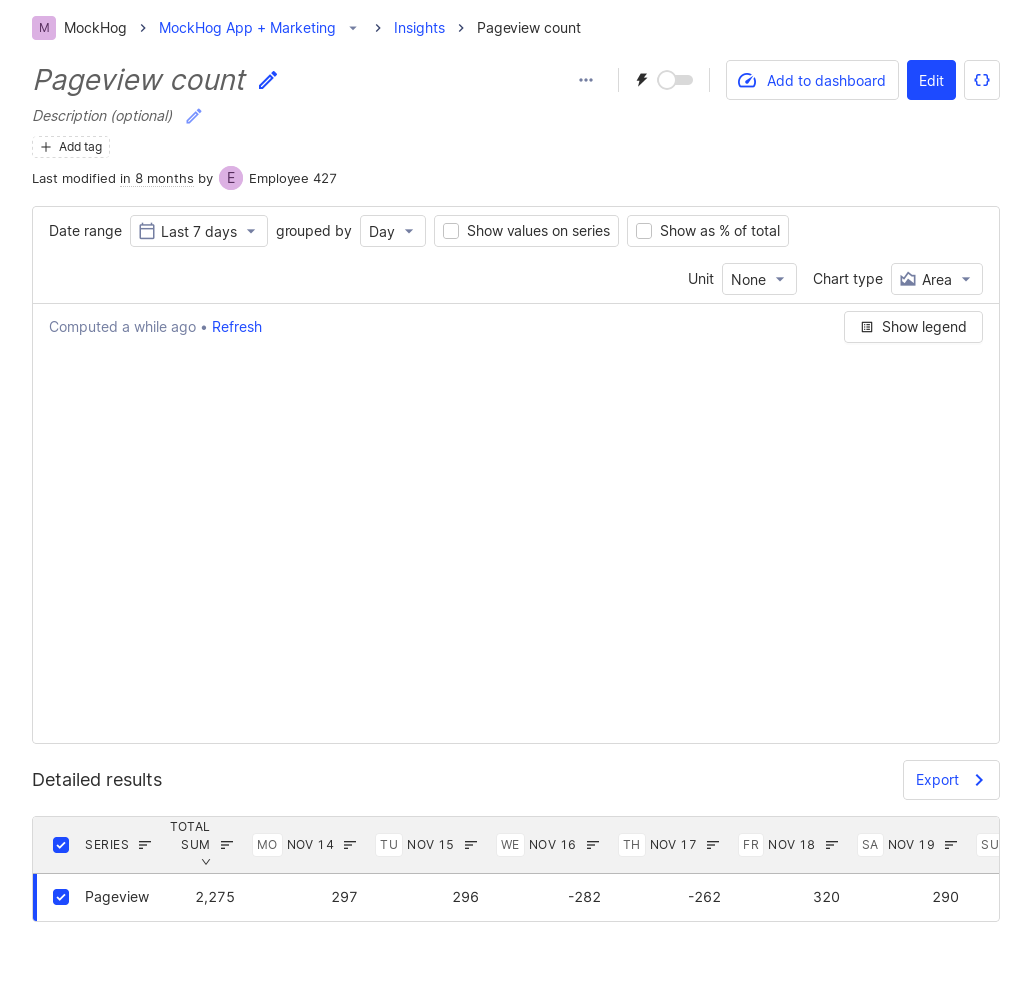 M MockHog MockHog App + Marketing Insights Pageview count
Pageview count
Add to dashboard Edit
Description (optional)
Add tag
Last modified in 8 months by E Employee 427
Date range Last 7 days grouped by Day Show values on series Show as % of total
Unit None Chart type Area
Computed a while ago • Refresh Show legend
Detailed results Export
SERIES TOTAL SUM MO NOV 14 TU NOV 15 WE NOV 16 TH NOV 17 FR NOV 18 SA NOV 19 SU
Pageview 2,275 297 296 -282 -262 320 290